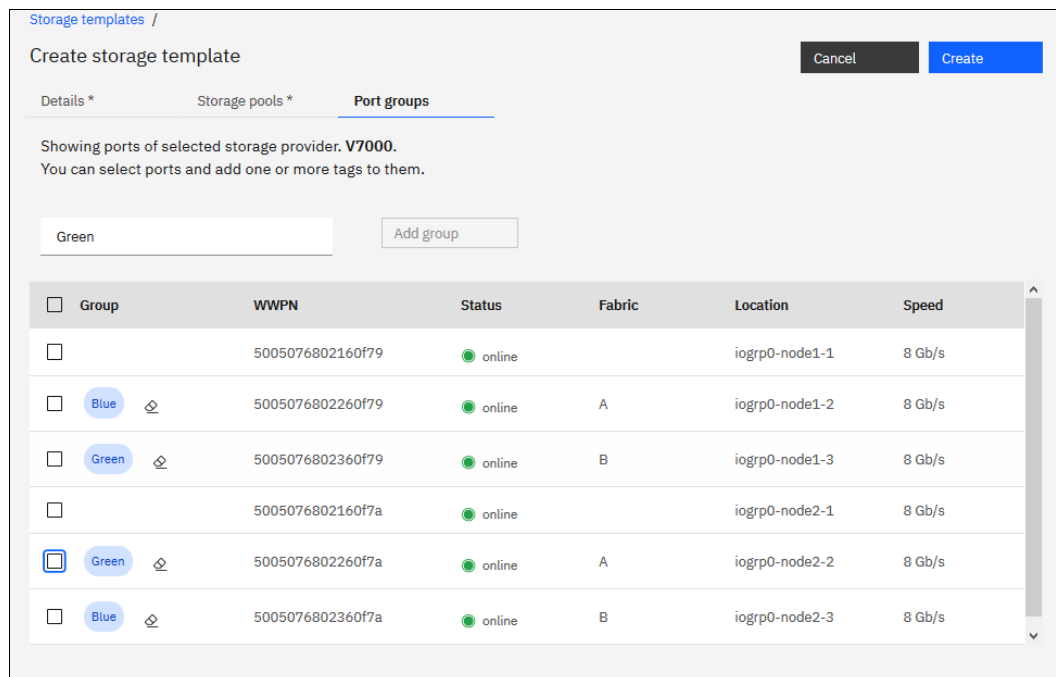 Storage templates /
Create storage template
Cancel
Create
Details *
Storage pools *
Port groups
Showing ports of selected storage provider. V7000.
You can select ports and add one or more tags to them.
Green
Add group
Group WWPN Status Fabric Location Speed
5005076802160f79 online iogrp0-node1-1 8 Gb/s
Blue 5005076802260f79 online A iogrp0-node1-2 8 Gb/s
Green 5005076802360f79 online B iogrp0-node1-3 8 Gb/s
5005076802160f7a online iogrp0-node2-1 8 Gb/s
Green 5005076802260f7a online A iogrp0-node2-2 8 Gb/s
Blue 5005076802360f7a online B iogrp0-node2-3 8 Gb/s